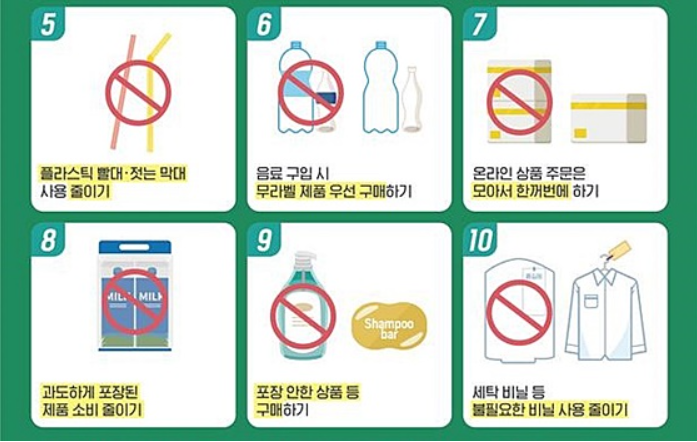 5
플라스틱 빨대·젓는 막대
사용 줄이기
6
음료 구입 시
무라벨 제품 우선 구매하기
7
온라인 상품 주문은
모아서 한꺼번에 하기
8
MILK MILK
과도하게 포장된
제품 소비 줄이기
9
Shampoo
bar
포장 안한 상품 등
구매하기
10
세탁 비닐 등
불필요한 비닐 사용 줄이기